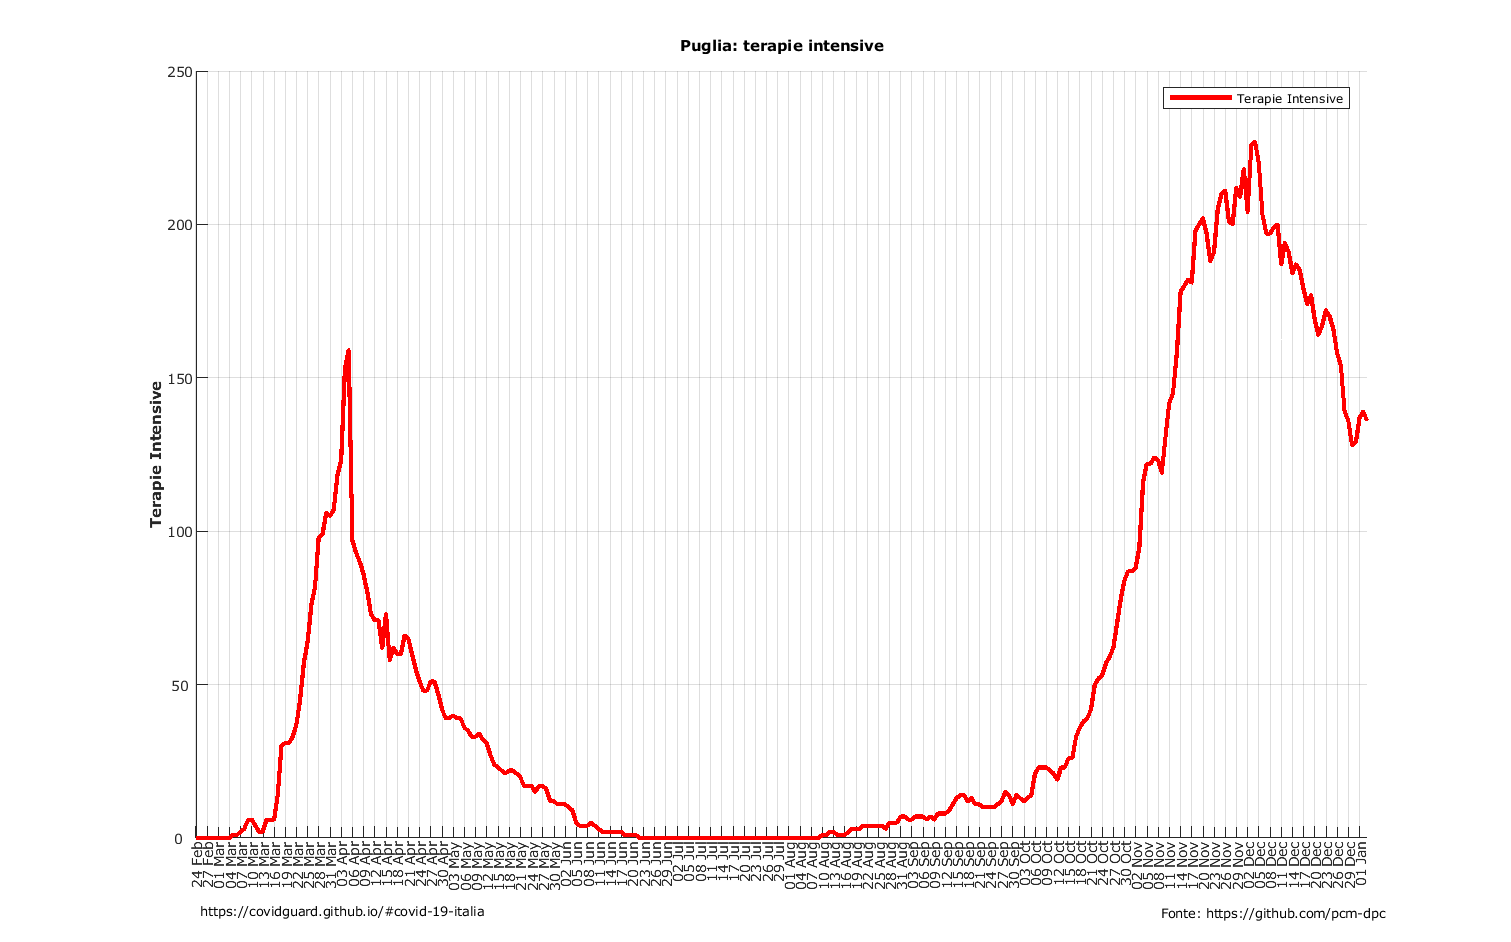 Puglia: terapie intensive
250
Terapie Intensive
200
150
100
50
0
Terapie Intensive
24 Feb
27 Feb
01 Mar
04 Mar
07 Mar
10 Mar
13 Mar
16 Mar
19 Mar
22 Mar
25 Mar
28 Mar
31 Mar
03 Apr
06 Apr
09 Apr
12 Apr
15 Apr
18 Apr
21 Apr
24 Apr
27 Apr
30 Apr
03 May
06 May
09 May
12 May
15 May
18 May
21 May
24 May
27 May
30 May
02 Jun
05 Jun
08 Jun
11 Jun
14 Jun
17 Jun
20 Jun
23 Jun
26 Jun
29 Jun
02 Jul
05 Jul
08 Jul
11 Jul
14 Jul
17 Jul
20 Jul
23 Jul
26 Jul
29 Jul
01 Aug
04 Aug
07 Aug
10 Aug
13 Aug
16 Aug
19 Aug
22 Aug
25 Aug
28 Aug
31 Aug
03 Sep
06 Sep
09 Sep
12 Sep
15 Sep
18 Sep
21 Sep
24 Sep
27 Sep
30 Sep
03 Oct
06 Oct
09 Oct
12 Oct
15 Oct
18 Oct
21 Oct
24 Oct
27 Oct
30 Oct
02 Nov
05 Nov
08 Nov
11 Nov
14 Nov
17 Nov
20 Nov
23 Nov
26 Nov
29 Nov
02 Dec
05 Dec
08 Dec
11 Dec
14 Dec
17 Dec
20 Dec
23 Dec
26 Dec
29 Dec
01 Jan
https://covidguard.github.io/#covid-19-italia
Fonte: https://github.com/pcm-dpc